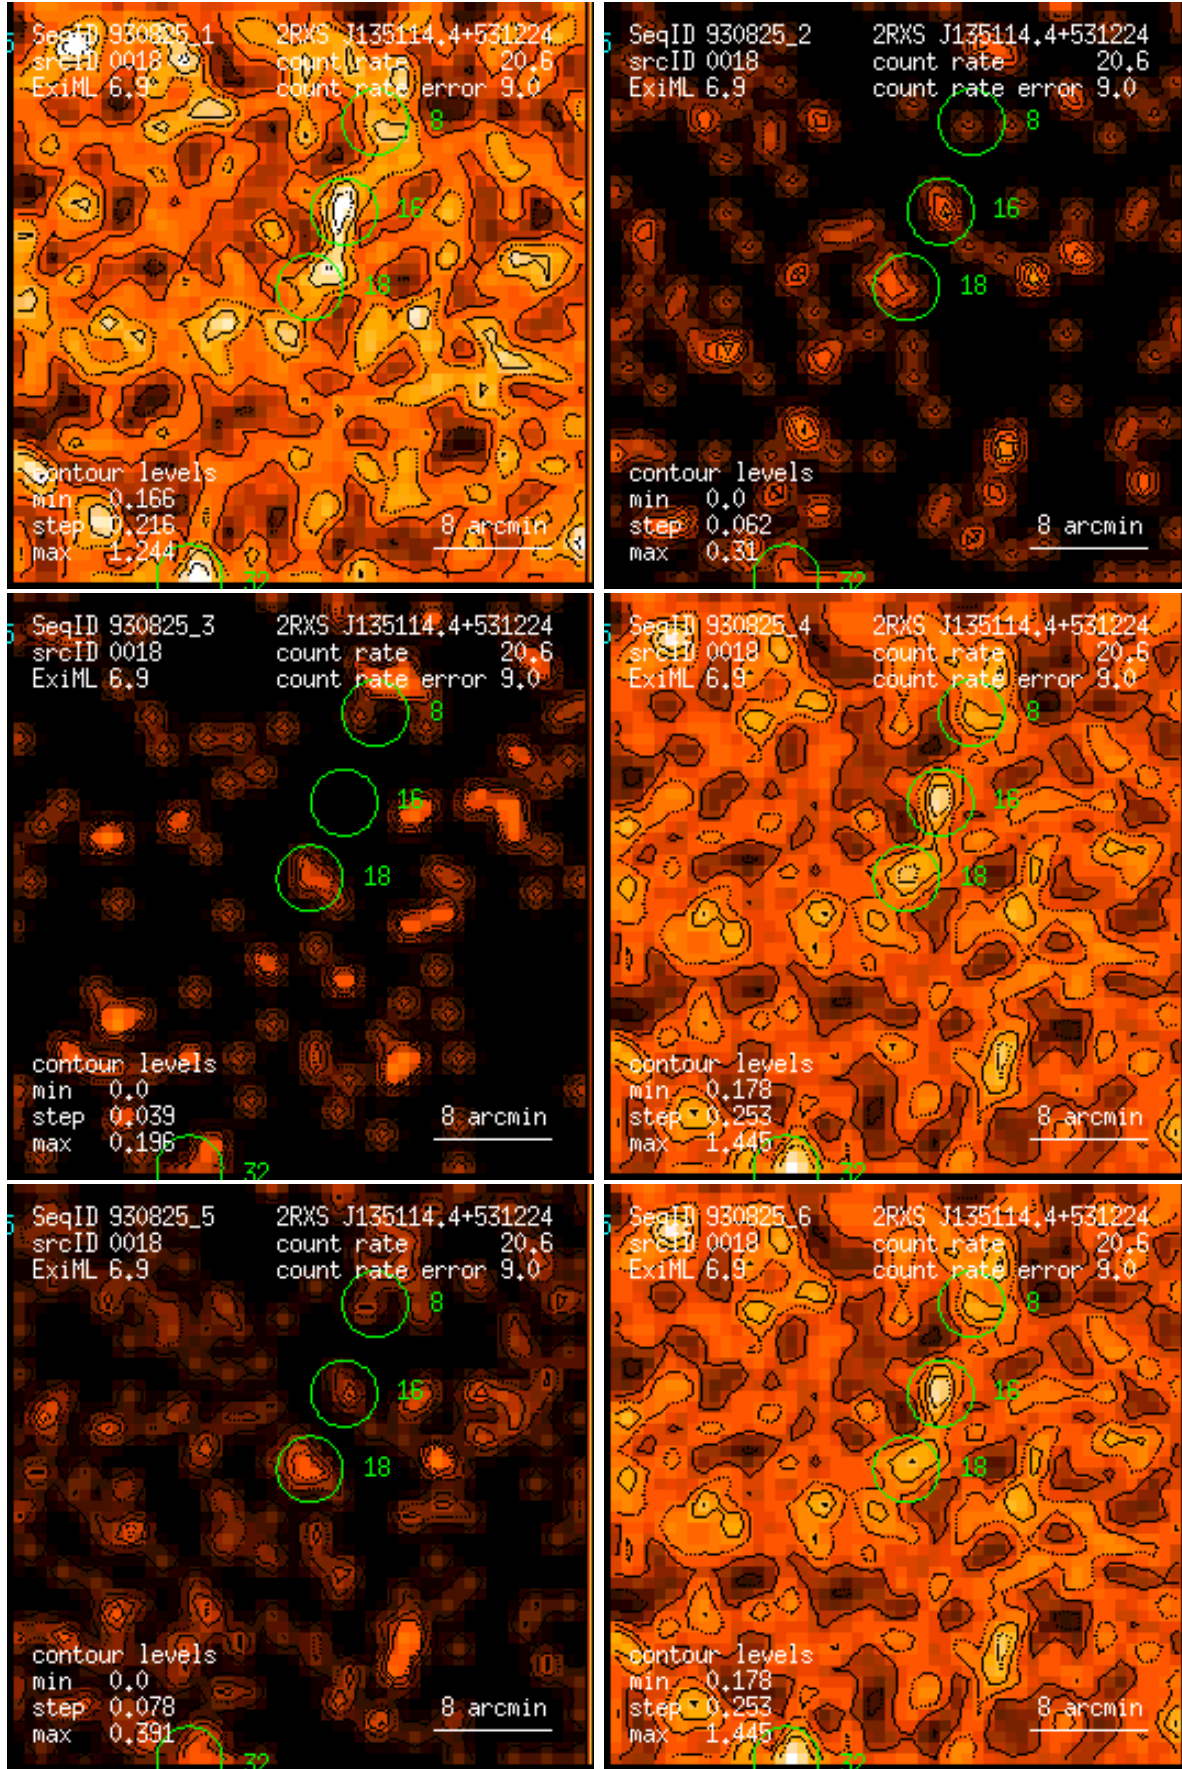 SeqID 930825_1 2RXS J135114.4+531224
5
srcID 0018 count rate 20.6
ExiML 6.9 count rate error 9.0
8
16
18
contour levels
min 0.166
step 0.216 8 arcmin
max 1.244
32
SeqID 930825_2 2RXS J135114.4+531224
5
srcID 0018 count rate 20.6
ExiML 6.9 count rate error 9.0
8
16
18
contour levels
min 0.0
step 0.062 8 arcmin
max 0.31
32
SeqID 930825_3 2RXS J135114.4+531224
5
srcID 0018 count rate 20.6
ExiML 6.9 count rate error 9.0
8
16
18
contour levels
min 0.0
step 0.039 8 arcmin
max 0.196
32
SeqID 930825_4 2RXS J135114.4+531224
5
srcID 0018 count rate 20.6
ExiML 6.9 count rate error 9.0
8
16
18
contour levels
min 0.178
step 0.253 8 arcmin
max 1.445
32
SeqID 930825_5 2RXS J135114.4+531224
5
srcID 0018 count rate 20.6
ExiML 6.9 count rate error 9.0
8
16
18
contour levels
min 0.0
step 0.078 8 arcmin
max 0.391
32
SeqID 930825_6 2RXS J135114.4+531224
5
srcID 0018 count rate 20.6
ExiML 6.9 count rate error 9.0
8
16
18
contour levels
min 0.178
step 0.253 8 arcmin
max 1.445
32